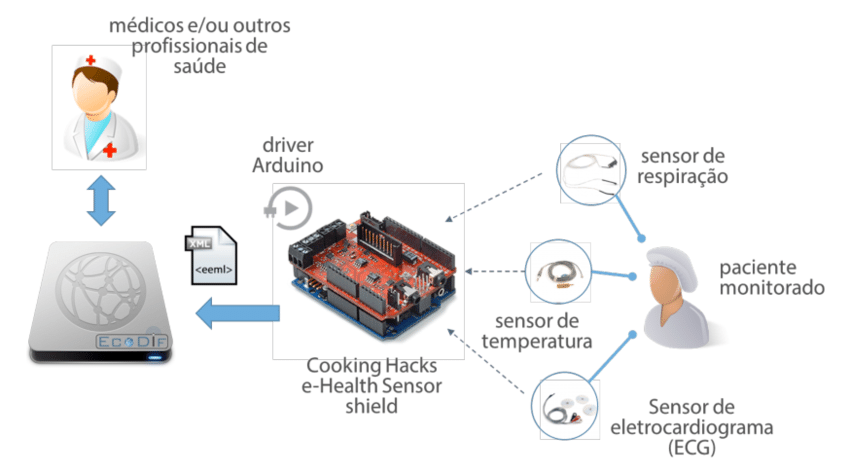 médicos e/ou outros
profissionais de
saúde
driver
Arduino
XML
<eeml>
EcoDiF
Cooking Hacks
e-Health Sensor
shield
sensor de
respiração
sensor de
temperatura
paciente
monitorado
Sensor de
eletrocardiograma
(ECG)